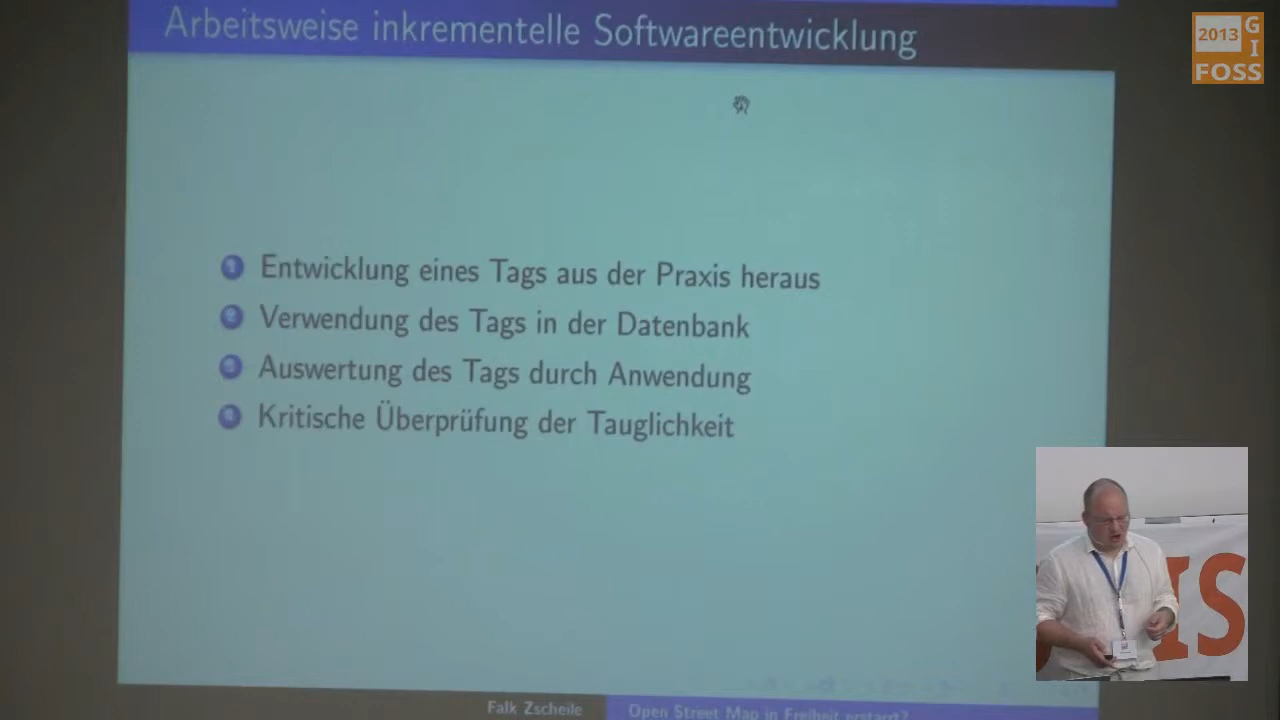 Arbeitsweise inkrementelle Softwareentwicklung
2013 G
I
FOSS
1 Entwicklung eines Tags aus der Praxis heraus
2 Verwendung des Tags in der Datenbank
3 Auswertung des Tags durch Anwendung
4 Kritische Überprüfung der Tauglichkeit
IS
Falk Zscheile
Open Street Map in Freiheit erstarrt?